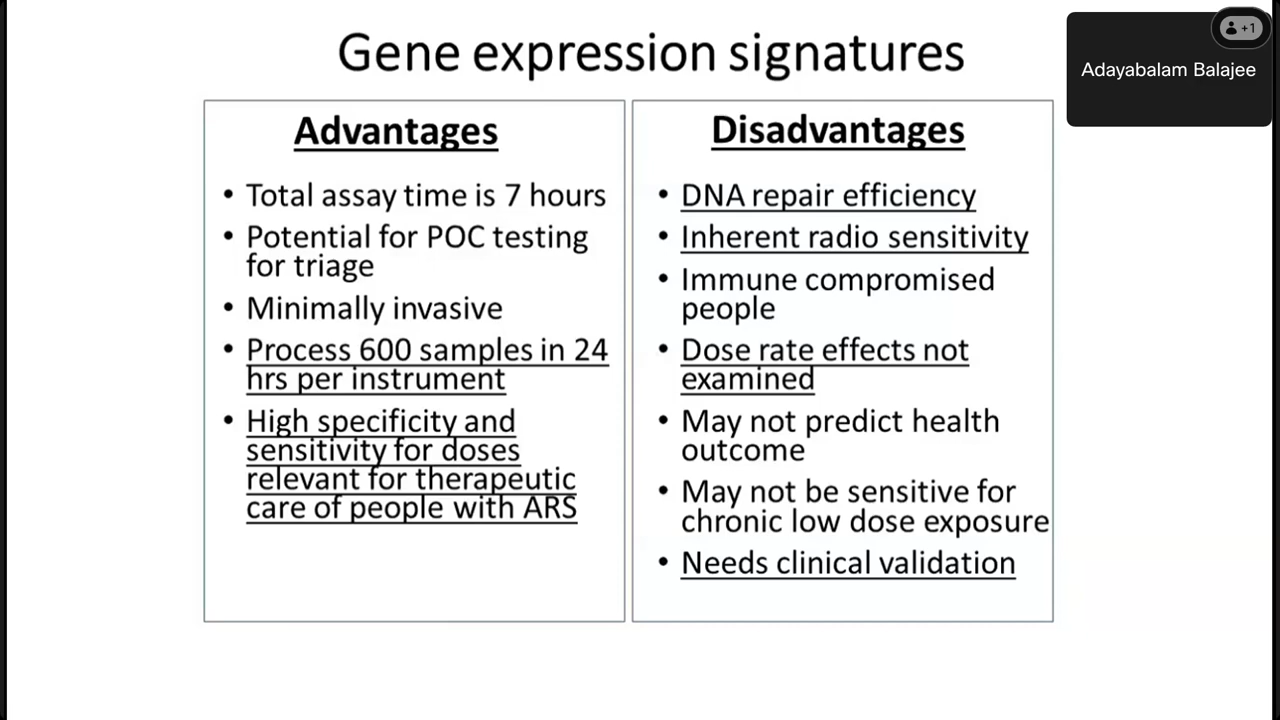 Gene expression signatures
+1
Adayabalam Balajee
Advantages
• Total assay time is 7 hours
• Potential for POC testing
for triage
• Minimally invasive
• Process 600 samples in 24
hrs per instrument
• High specificity and
sensitivity for doses
relevant for therapeutic
care of people with ARS
Disadvantages
• DNA repair efficiency
• Inherent radio sensitivity
• Immune compromised
people
• Dose rate effects not
examined
• May not predict health
outcome
• May not be sensitive for
chronic low dose exposure
• Needs clinical validation